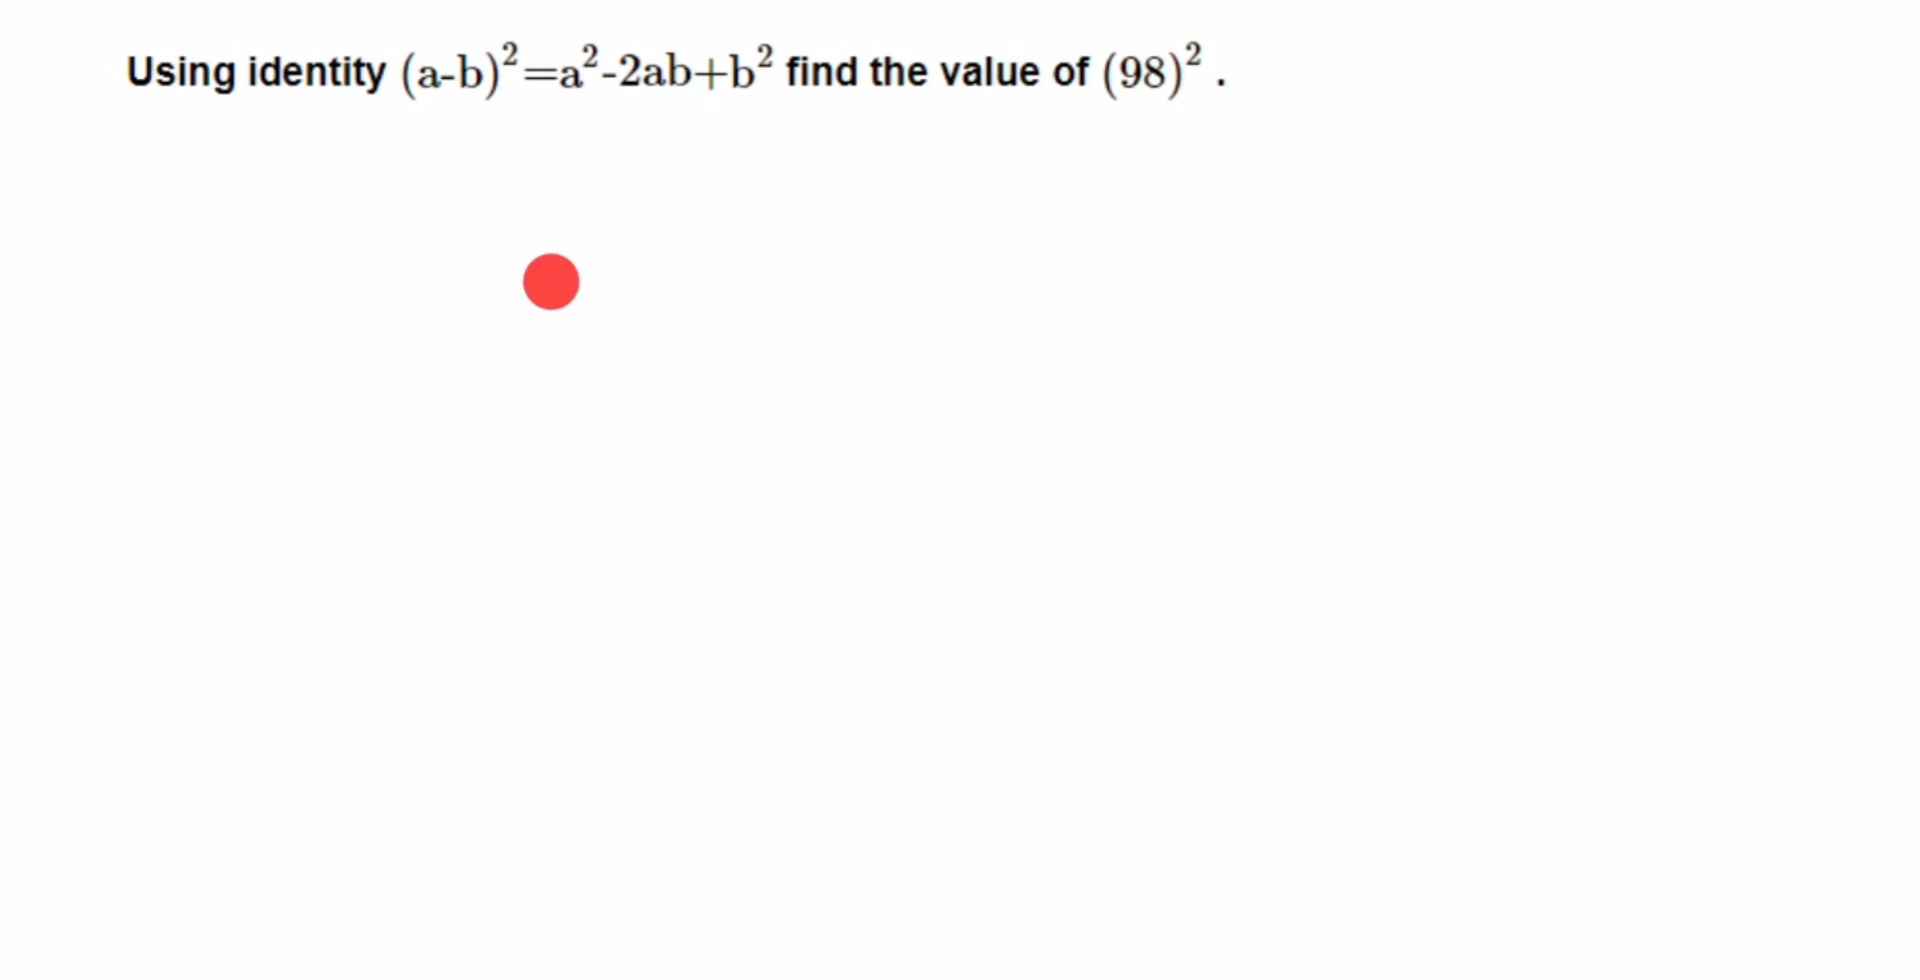 Using identity (a-b)²=a²-2ab+b² find the value of (98)² .